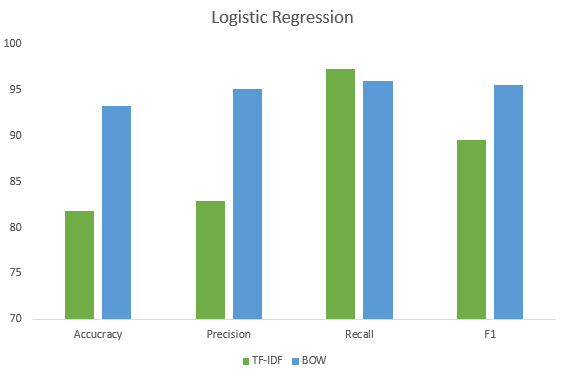 Logistic Regression
100
95
90
85
80
75
70
Accucracy Precision Recall F1
TF-IDF BOW